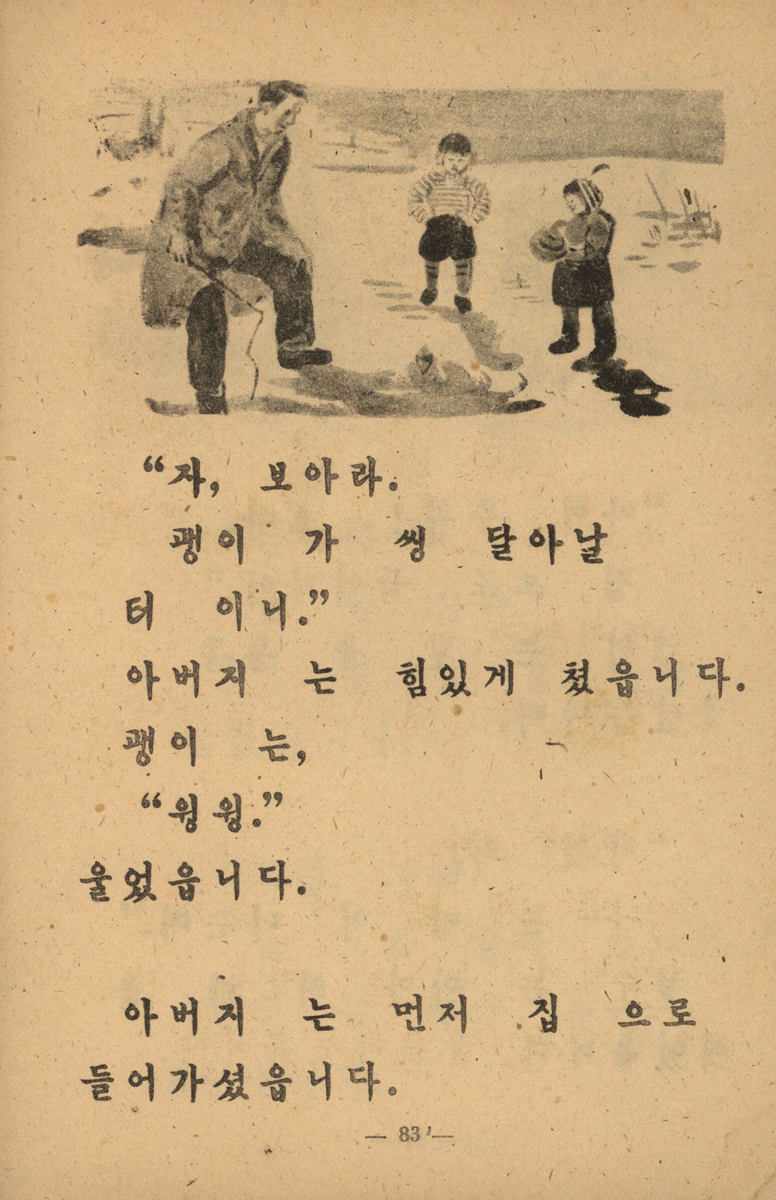 “자, 보아라.
괭이 가 씽 달아날
터 이니.”
아버지 는 힘있게 쳤읍니다.
괭이 는,
“윙윙.”
울었읍니다.
아버지 는 먼저 집 으로
들어가셨읍니다.
— 83 —